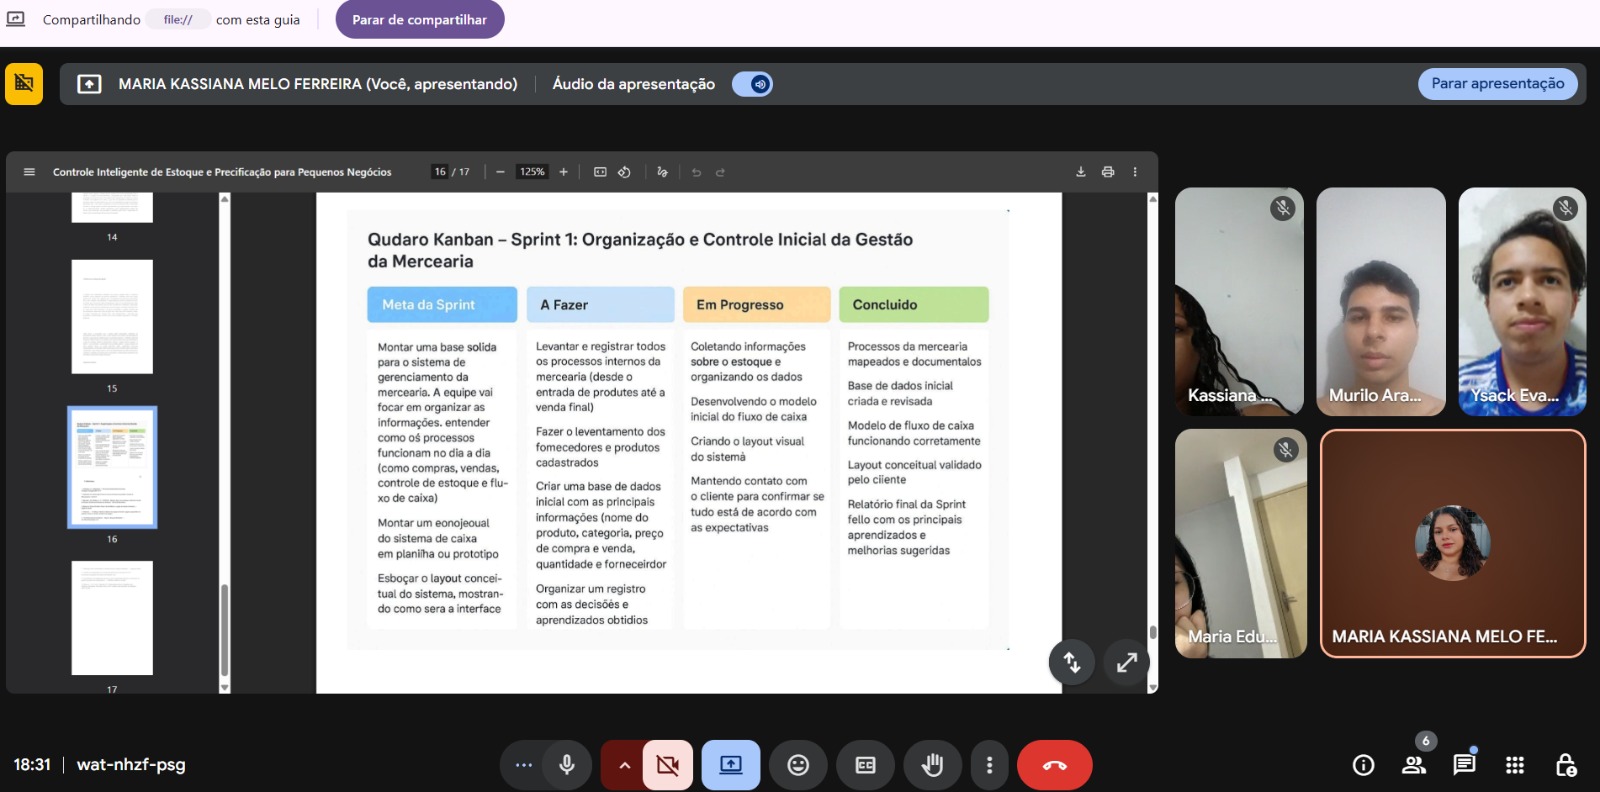 Compartilhando file:// com esta guia Parar de compartilhar
MARIA KASSIANA MELO FERREIRA (Você, apresentando) Áudio da apresentação Parar apresentação
Controle Inteligente de Estoque e Precificação para Pequenos Negócios 16 / 17 125%
14
15
16
17
Qudaro Kanban – Sprint 1: Organização e Controle Inicial da Gestão
da Mercearia
Meta da Sprint
Montar uma base solida
para o sistema de
gerenciamento da
mercearia. A equipe vai
focar em organizar as
informações. entender
como oś processos
funcionam no dia a dia
(como compras, vendas,
controle de estoque e flu-
xo de caixa)
Montar um eonojeoual
do sistema de caixa
em planilha ou prototipo
Esboçar o layout concei-
tual do sistema, mostran-
do como sera a interface
A Fazer
Levantar e registrar todos
os processos internos da
mercearia (desde o
entrada de produtes até a
venda final)
Fazer o levantamento dos
fomecedores e produtos
cadastrados
Criar uma base de dados
inicial com as principais
informações (nome do
produto, categoria, preço
de compra e venda,
quantidade e forneceirdor
Organizar um registro
com as decisões e
aprendizados obtidios
Em Progresso
Coletando informações
sobre o estoque e
organizando os dados
Desenvolvendo o modelo
inicial do fluxo de caixa
Criando o layout visual
do sistemà
Mantendo contato com
o cliente para confirmar se
tudo está de acordo com
as expectativas
Concluido
Processos da mercearia
mapeados e documentalos
Base de dados inicial
criada e revisada
Modelo de fluxo de caixa
funcionando corretamente
Layout conceitual validado
pelo ciiente
Relatório final da Sprint
fello com os principais
aprendizados e
melhorias sugeridas
Kassiana ...
Murilo Ara...
Ysack Eva...
Maria Edu...
MARIA KASSIANA MELO FE...
18:31 wat-nhzf-psg
CC
6